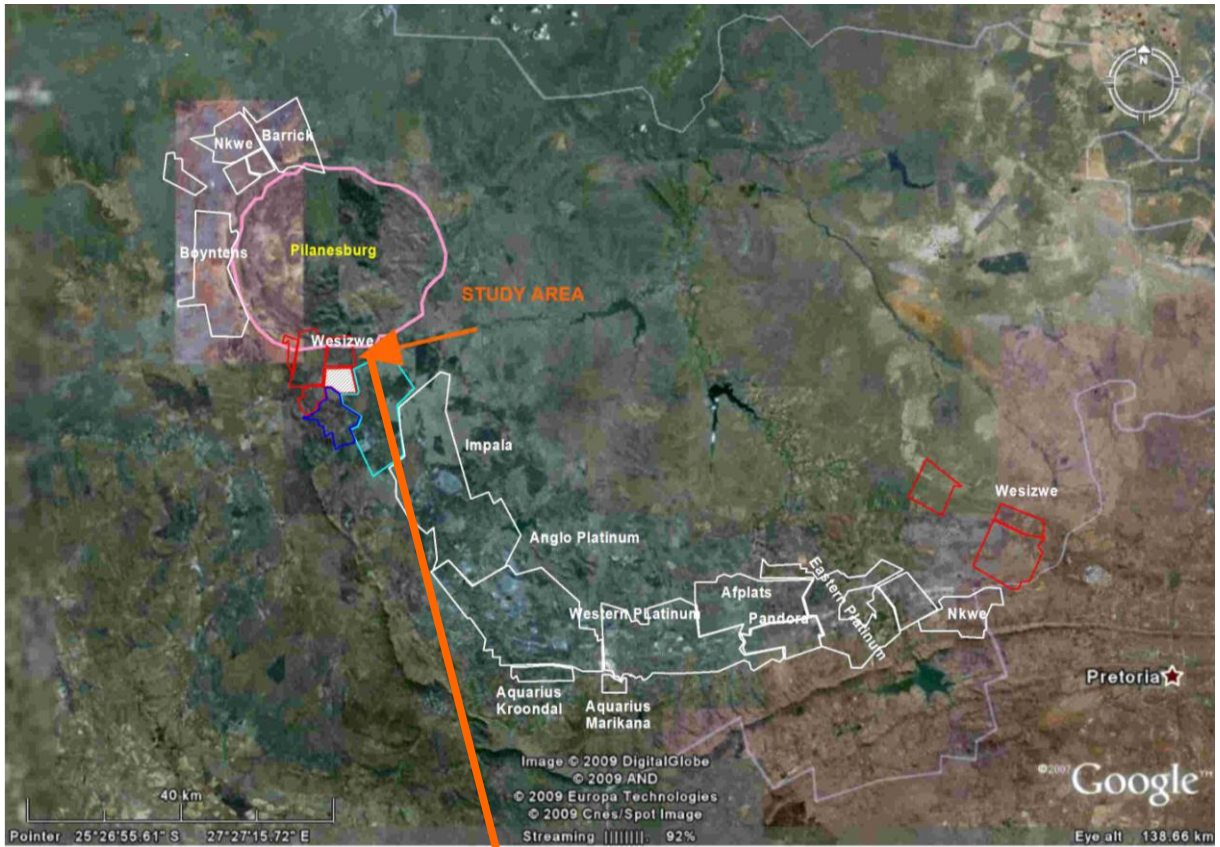 N
Nkwe
Barrick
Boyntens
Pilanesburg
STUDY AREA
Wesizwe
Impala
Wesizwe
Anglo Platinum
Eastern Platinum
Afplats
Western PLatinum
Pandora
Nkwe
Pretoria
Aquarius
Kroondal
Aquarius
Marikana
Image © 2009 DigitalGlobe
© 2009 AND
© 2009 Europa Technologies
© 2009 Cnes/Spot Image
©2007 Google™
40 km
Pointer 25°26'55.61" S 27°27'15.72" E
Streaming ||||||||. 92%
Eye alt 138.66 km